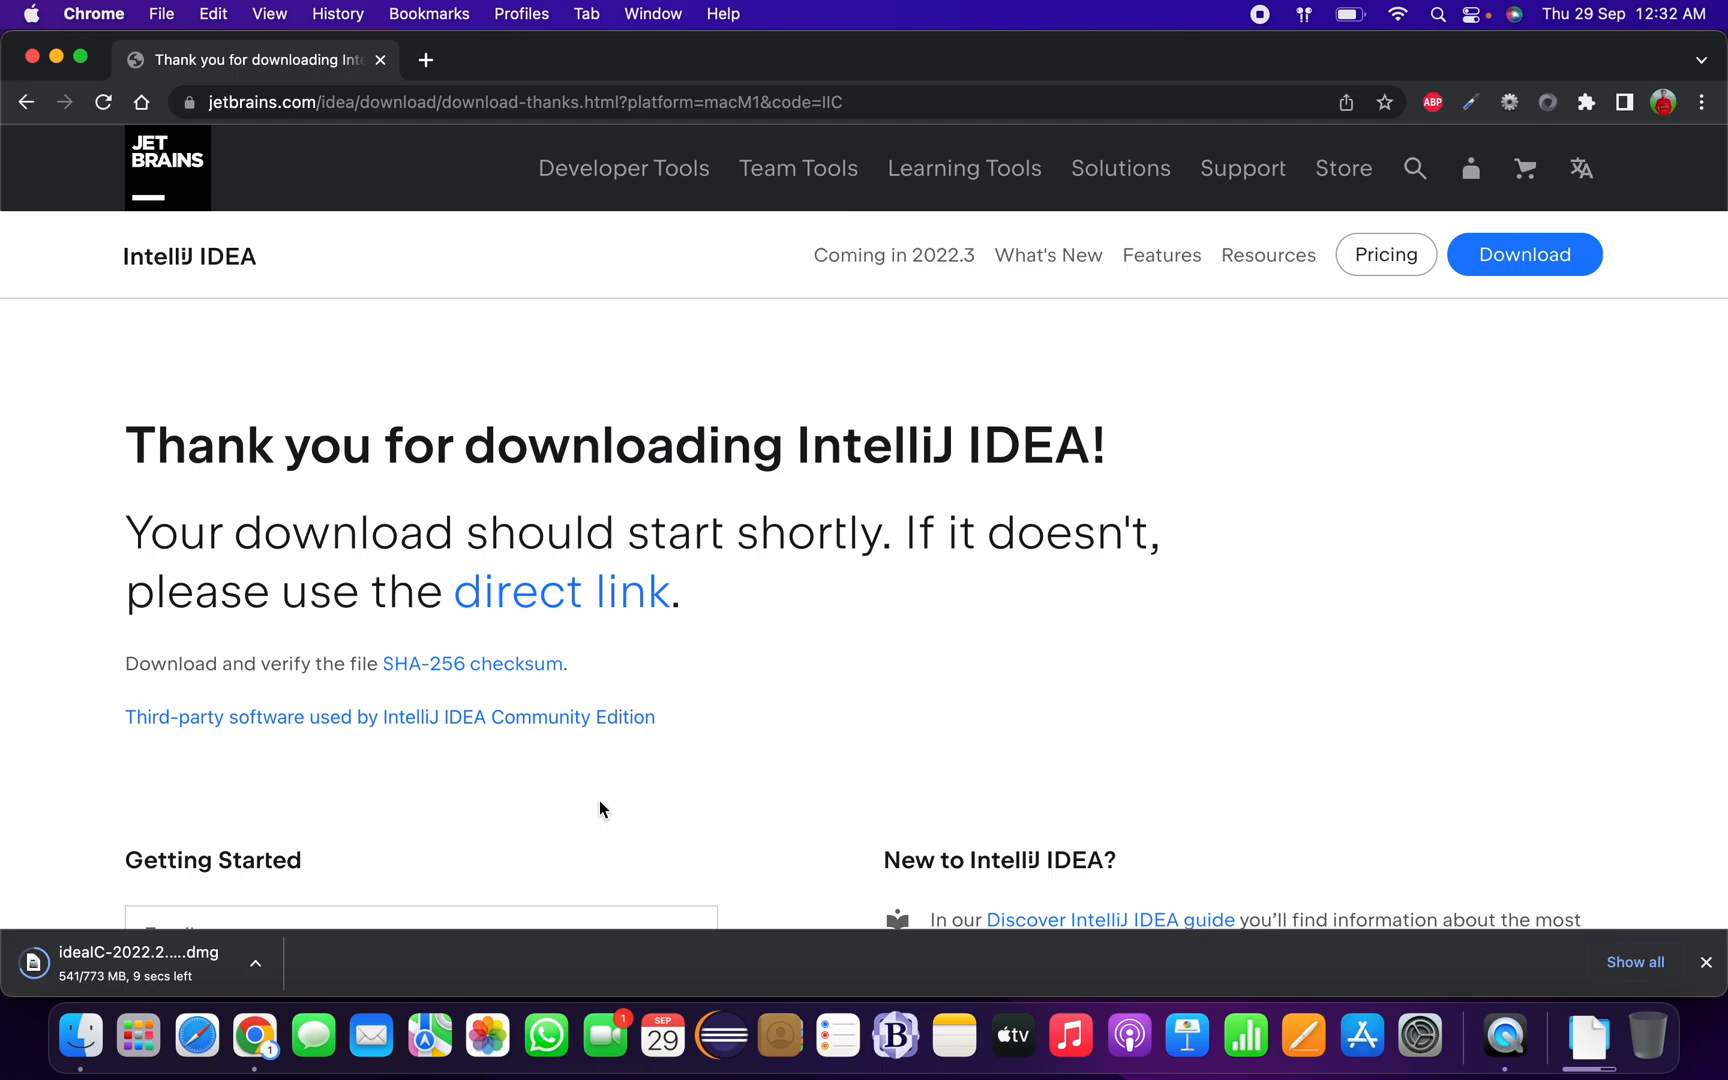 Chrome File Edit View History Bookmarks Profiles Tab Window Help Thu 29 Sep 12:32 AM
Thank you for downloading Inte
jetbrains.com/idea/download/download-thanks.html?platform=macM1&code=IIC
ABP
JET
BRAINS
Developer Tools Team Tools Learning Tools Solutions Support Store
IntelliJ IDEA Coming in 2022.3 What's New Features Resources Pricing Download
Thank you for downloading IntelliJ IDEA!
Your download should start shortly. If it doesn't,
please use the direct link.
Download and verify the file SHA-256 checksum.
Third-party software used by IntelliJ IDEA Community Edition
Getting Started New to IntelliJ IDEA?
In our Discover IntelliJ IDEA guide you'll find information about the most
ideaIC-2022.2.....dmg
541/773 MB, 9 secs left
Show all
1
1
SEP
29
B
tv